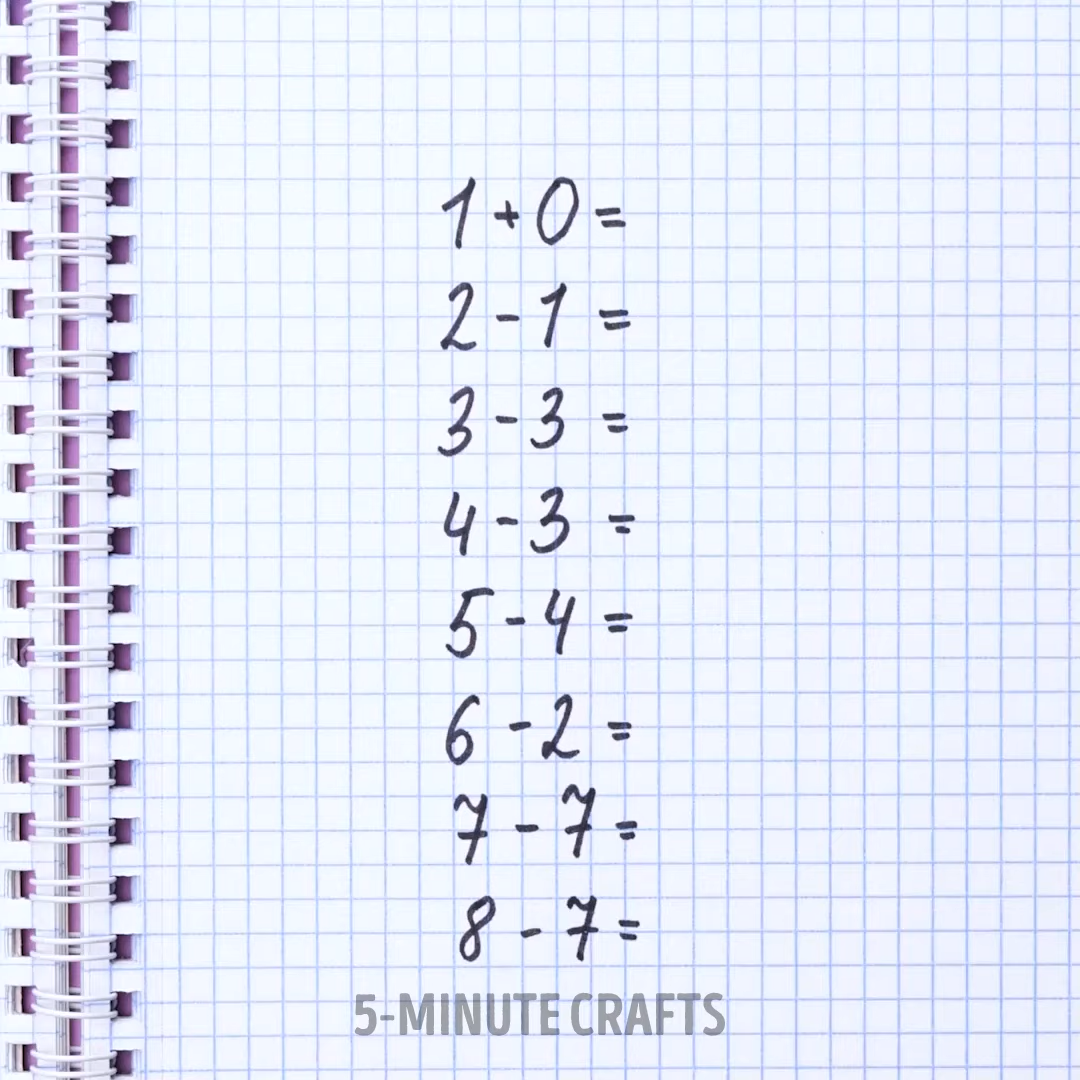 1 + 0 =
2 - 1 =
3 - 3 =
4 - 3 =
5 - 4 =
6 - 2 =
7 - 7 =
8 - 7 =
5-MINUTE CRAFTS